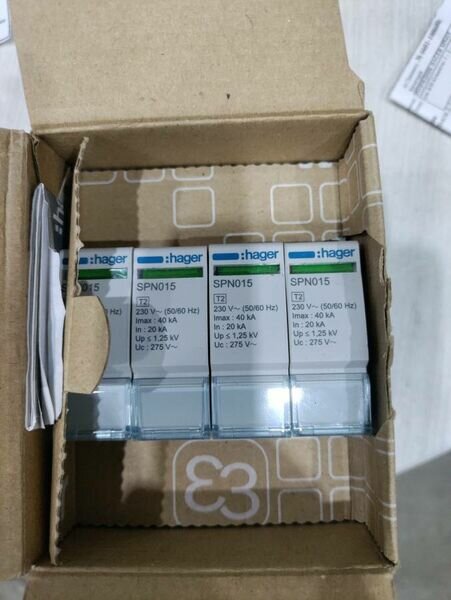 :hager
SPN015
T2
230 V~ (50/60 Hz)
Imax : 40 kA
In : 20 kA
Up ≤ 1,25 kV
Uc : 275 V~
:hager
SPN015
T2
230 V~ (50/60 Hz)
Imax : 40 kA
In : 20 kA
Up ≤ 1,25 kV
Uc : 275 V~
:hager
SPN015
T2
230 V~ (50/60 Hz)
Imax : 40 kA
In : 20 kA
Up ≤ 1,25 kV
Uc : 275 V~
:hager
:hager